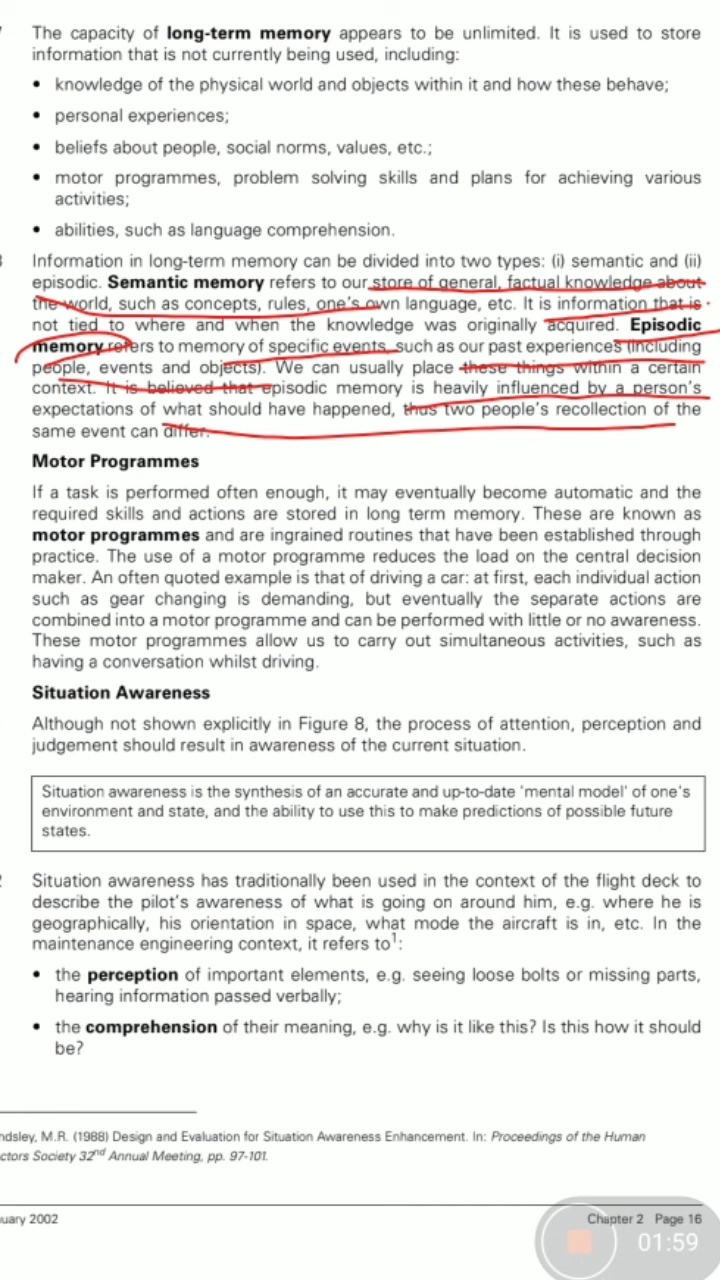 The capacity of long-term memory appears to be unlimited. It is used to store
information that is not currently being used, including:
• knowledge of the physical world and objects within it and how these behave;
• personal experiences;
• beliefs about people, social norms, values, etc.;
• motor programmes, problem solving skills and plans for achieving various
activities;
• abilities, such as language comprehension.
Information in long-term memory can be divided into two types: (i) semantic and (ii)
episodic. Semantic memory refers to our store of general, factual knowledge about
the world, such as concepts, rules, one's own language, etc. It is information that is
not tied to where and when the knowledge was originally acquired. Episodic
memory refers to memory of specific events, such as our past experiences (including
people, events and objects). We can usually place these things within a certain
context. It is believed that episodic memory is heavily influenced by a person's
expectations of what should have happened, thus two people's recollection of the
same event can differ.
Motor Programmes
If a task is performed often enough, it may eventually become automatic and the
required skills and actions are stored in long term memory. These are known as
motor programmes and are ingrained routines that have been established through
practice. The use of a motor programme reduces the load on the central decision
maker. An often quoted example is that of driving a car: at first, each individual action
such as gear changing is demanding, but eventually the separate actions are
combined into a motor programme and can be performed with little or no awareness.
These motor programmes allow us to carry out simultaneous activities, such as
having a conversation whilst driving.
Situation Awareness
Although not shown explicitly in Figure 8, the process of attention, perception and
judgement should result in awareness of the current situation.
Situation awareness is the synthesis of an accurate and up-to-date 'mental model' of one's
environment and state, and the ability to use this to make predictions of possible future
states.
Situation awareness has traditionally been used in the context of the flight deck to
describe the pilot's awareness of what is going on around him, e.g. where he is
geographically, his orientation in space, what mode the aircraft is in, etc. In the
maintenance engineering context, it refers to1:
• the perception of important elements, e.g. seeing loose bolts or missing parts,
hearing information passed verbally;
• the comprehension of their meaning, e.g. why is it like this? Is this how it should
be?
ndsley, M.R. (1988) Design and Evaluation for Situation Awareness Enhancement. In: Proceedings of the Human
ctors Society 32nd Annual Meeting, pp. 97-101.
uary 2002 Chapter 2 Page 16
01:59